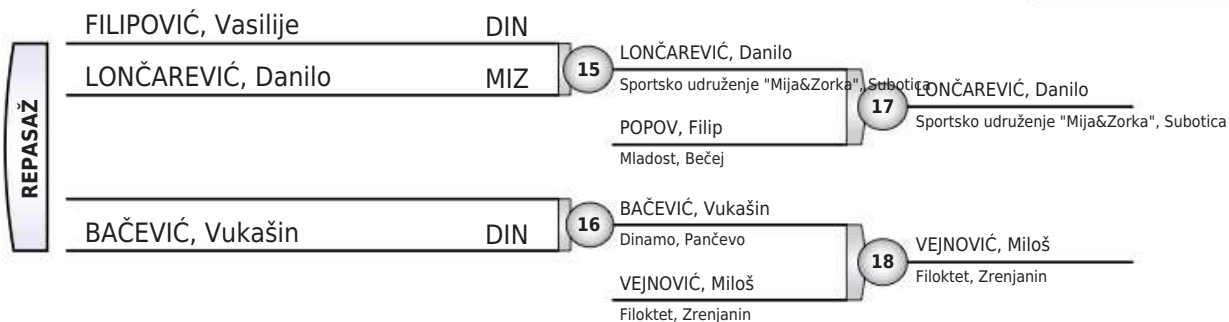 REPASAŽ
FILIPOVIĆ, Vasilije DIN
LONČAREVIĆ, Danilo MIZ
15
LONČAREVIĆ, Danilo
Sportsko udruženje "Mija&Zorka", Subotica
POPOV, Filip
Mladost, Bečej
17
LONČAREVIĆ, Danilo
Sportsko udruženje "Mija&Zorka", Subotica
BAČEVIĆ, Vukašin DIN
16
BAČEVIĆ, Vukašin
Dinamo, Pančevo
VEJNOVIĆ, Miloš
Filoktet, Zrenjanin
18
VEJNOVIĆ, Miloš
Filoktet, Zrenjanin